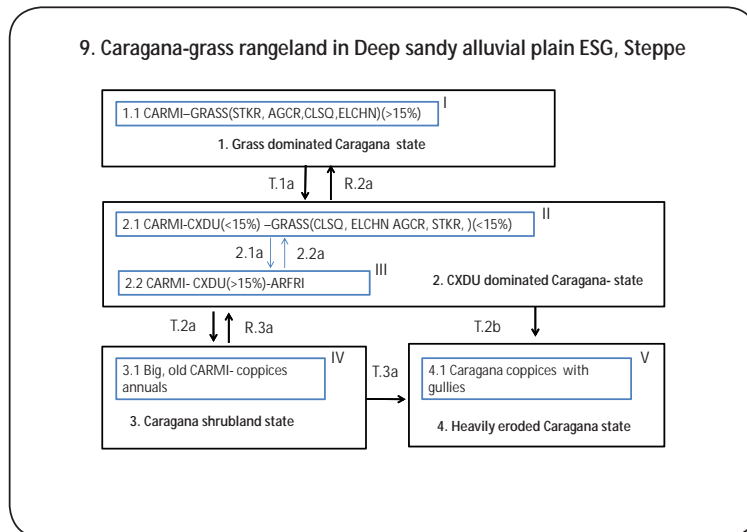 9. Caragana-grass rangeland in Deep sandy alluvial plain ESG, Steppe
I
1.1 CARMI–GRASS(STKR, AGCR,CLSQ,ELCHN)(>15%)
1. Grass dominated Caragana state
T.1a
R.2a
II
2.1 CARMI-CXDU(<15%) –GRASS(CLSQ, ELCHN AGCR, STKR, )(<15%)
2.1a
2.2a
III
2.2 CARMI- CXDU(>15%)-ARFRI
2. CXDU dominated Caragana- state
T.2a
R.3a
T.2b
IV
3.1 Big, old CARMI- coppices
annuals
3. Caragana shrubland state
T.3a
V
4.1 Caragana coppices with
gullies
4. Heavily eroded Caragana state